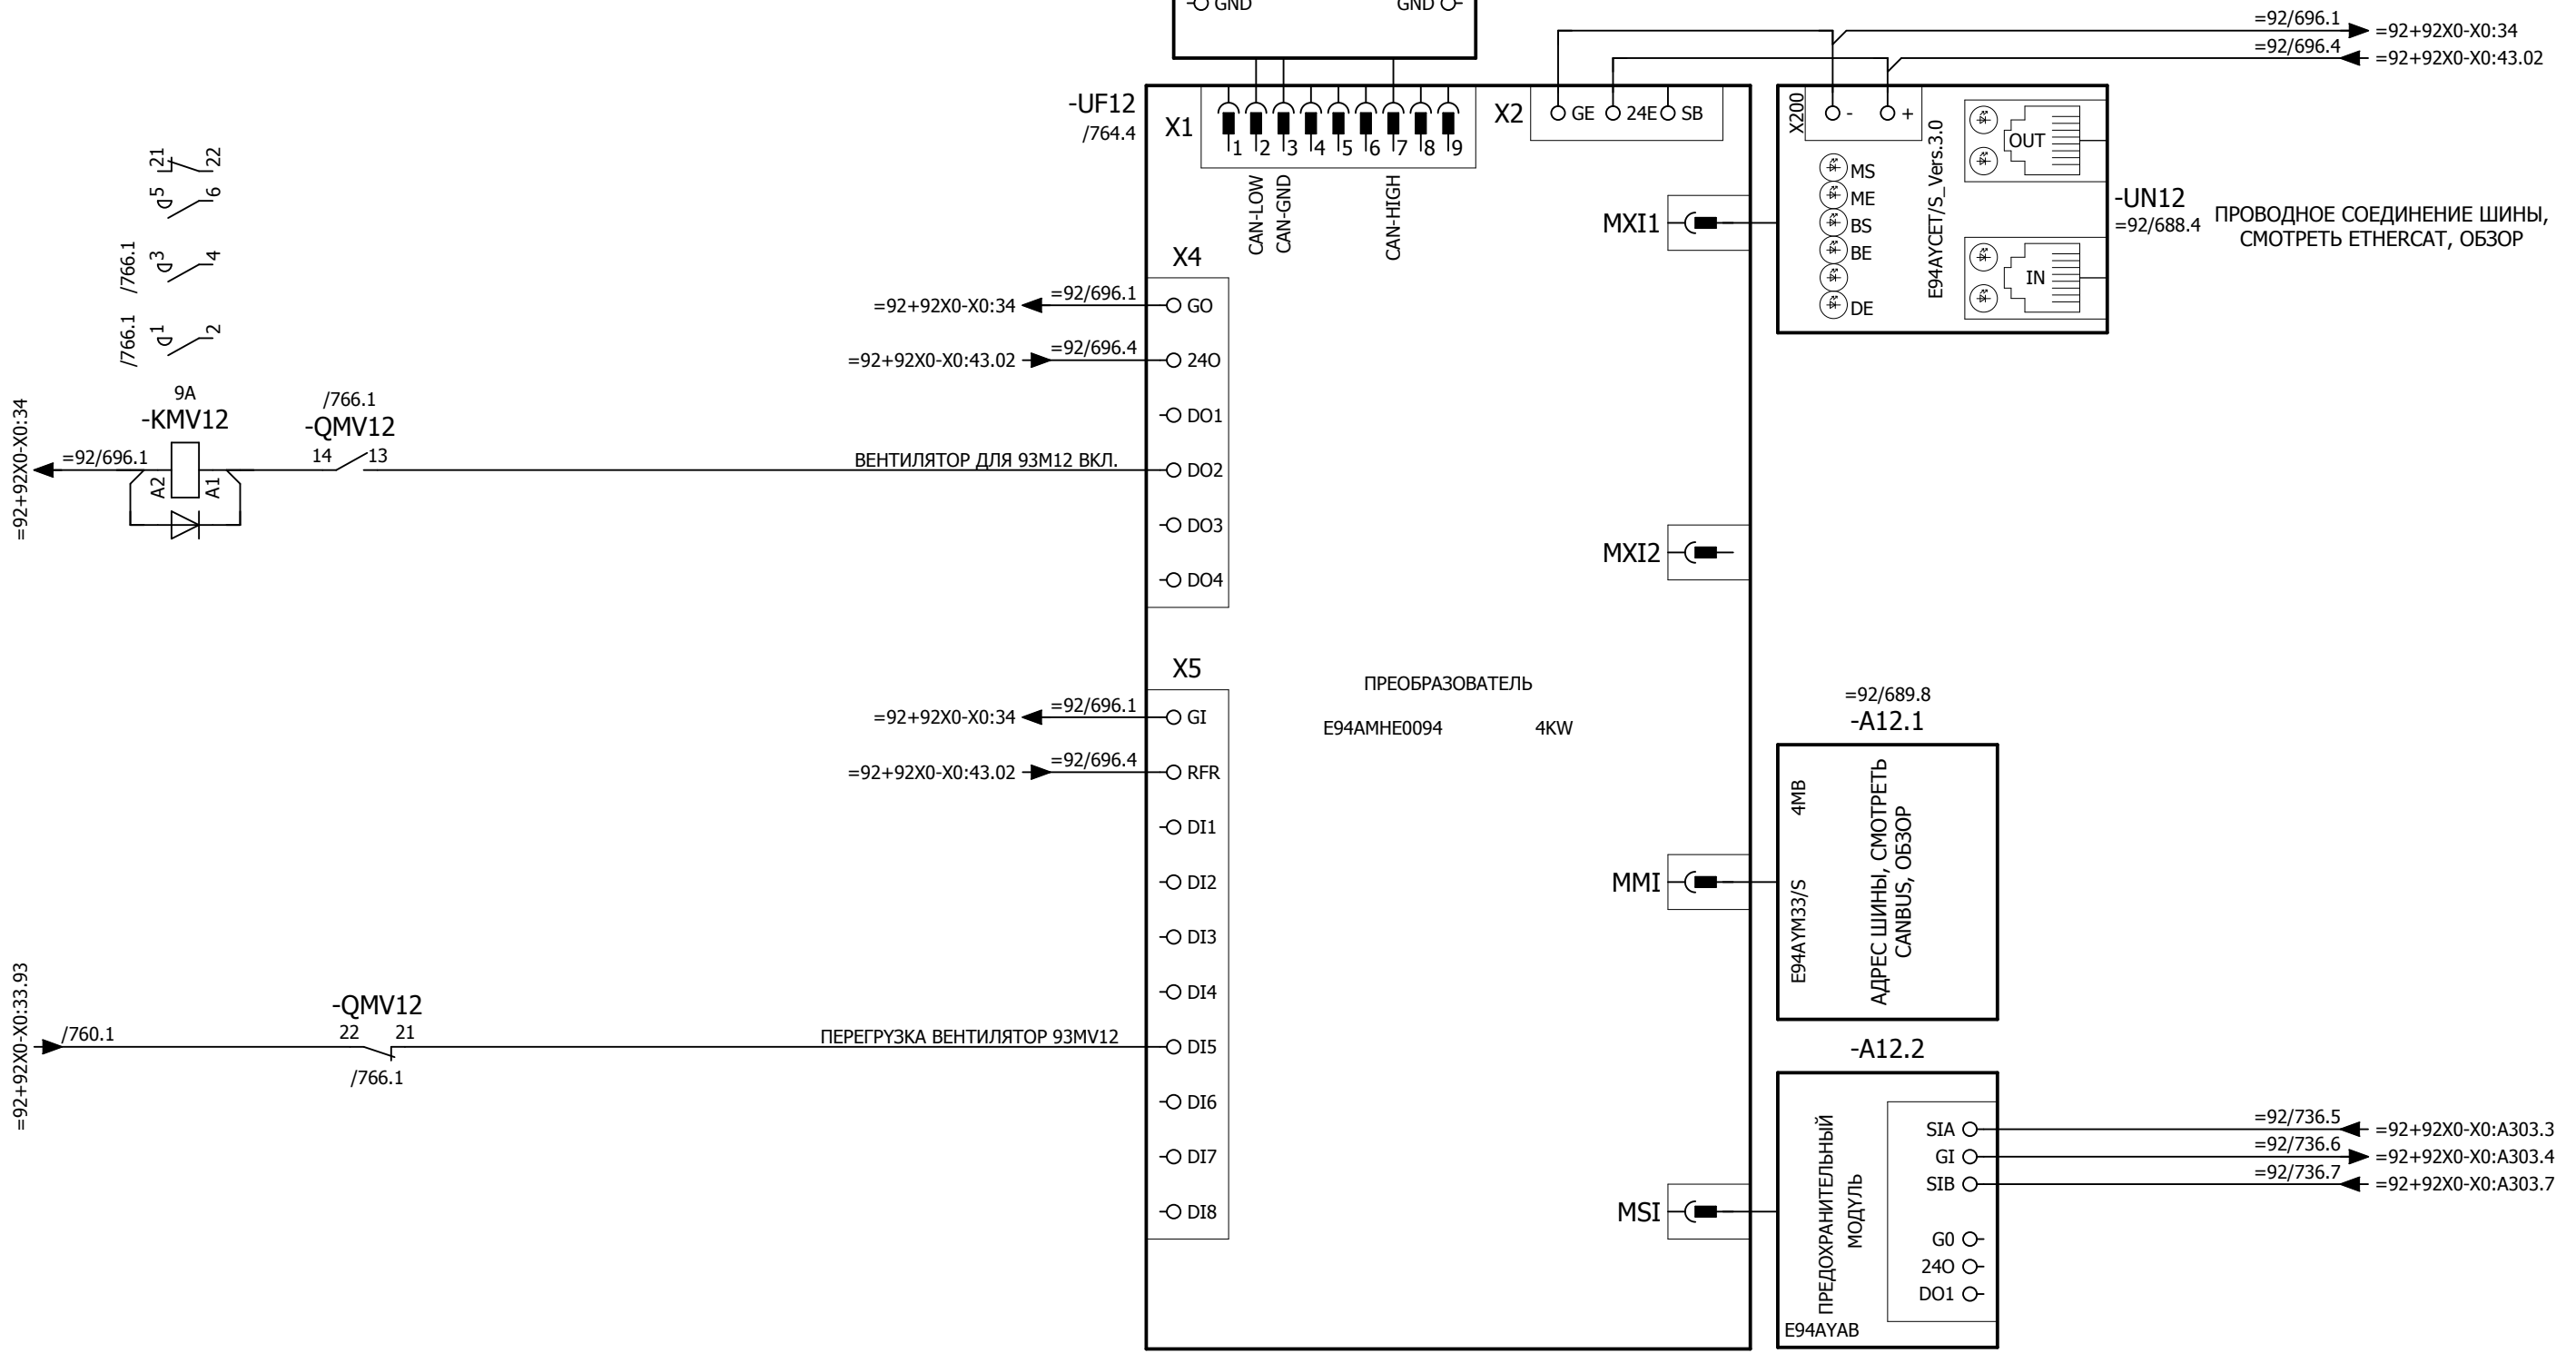 GND
GND
=92/696.1
=92+92X0-X0:34
=92/696.4
=92+92X0-X0:43.02
-UF12
/764.4
X1
1
2
3
4
5
6
7
8
9
CAN-LOW
CAN-GND
CAN-HIGH
X2
GE
24E
SB
X200
-
+
E94AYCET/S_Vers.3.0
OUT
IN
MS
ME
BS
BE
DE
-UN12
=92/688.4
ПРОВОДНОЕ СОЕДИНЕНИЕ ШИНЫ,
СМОТРЕТЬ ETHERCAT, ОБЗОР
MXI1
21
22
5
6
/766.1
3
4
/766.1
1
2
X4
=92+92X0-X0:34
=92/696.1
GO
=92+92X0-X0:43.02
=92/696.4
24O
DO1
=92+92X0-X0:34
=92/696.1
9A
-KMV12
A2
A1
/766.1
-QMV12
14
13
ВЕНТИЛЯТОР ДЛЯ 93M12 ВКЛ.
DO2
DO3
DO4
MXI2
X5
=92+92X0-X0:34
=92/696.1
GI
=92+92X0-X0:43.02
=92/696.4
RFR
DI1
DI2
DI3
DI4
=92+92X0-X0:33.93
/760.1
-QMV12
22
21
/766.1
ПЕРЕГРУЗКА ВЕНТИЛЯТОР 93MV12
DI5
DI6
DI7
DI8
ПРЕОБРАЗОВАТЕЛЬ
E94AMHE0094
4KW
MMI
=92/689.8
-A12.1
E94AYM33/S
4MB
АДРЕС ШИНЫ, СМОТРЕТЬ
CANBUS, ОБЗОР
MSI
-A12.2
ПРЕДОХРАНИТЕЛЬНЫЙ
МОДУЛЬ
E94AYAB
SIA
=92/736.5
=92+92X0-X0:A303.3
GI
=92/736.6
=92+92X0-X0:A303.4
SIB
=92/736.7
=92+92X0-X0:A303.7
G0
24O
DO1